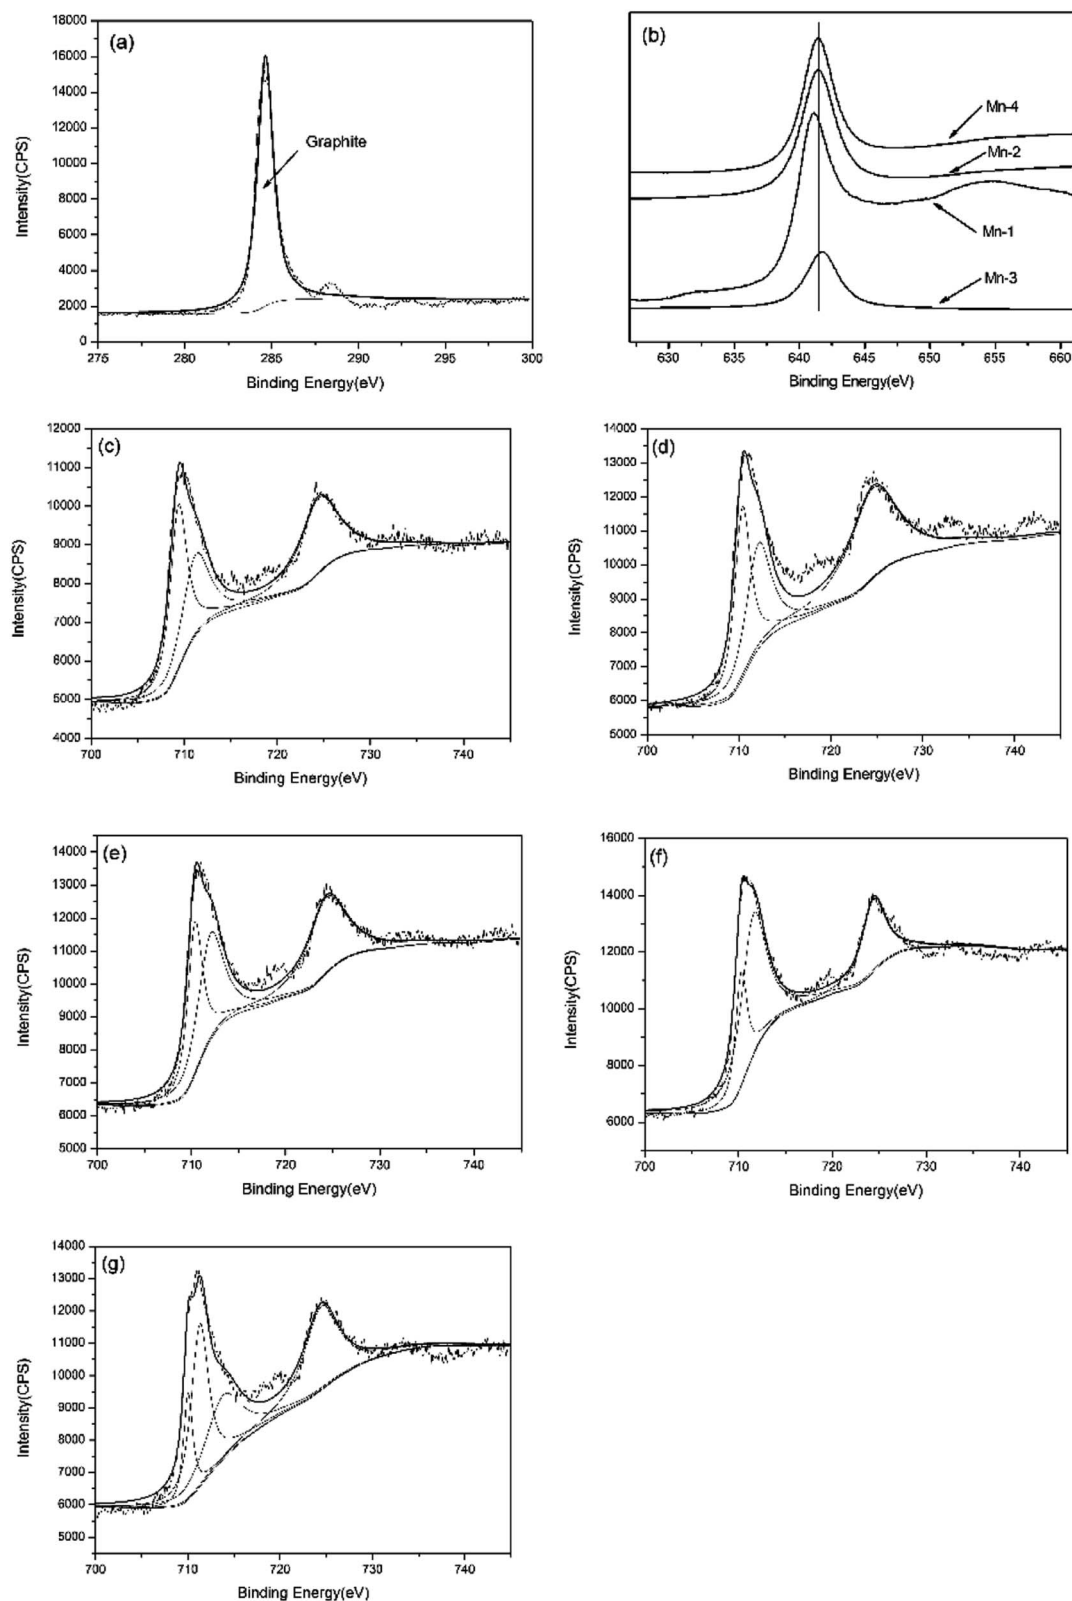 (a)
18000
16000
14000
12000
10000
8000
6000
4000
2000
0
Intensity(CPS)
Graphite
275 280 285 290 295 300
Binding Energy(eV)
(b)
Mn-4
Mn-2
Mn-1
Mn-3
Intensity(CPS)
630 635 640 645 650 655 660
Binding Energy(eV)
(c)
12000
11000
10000
9000
8000
7000
6000
5000
4000
Intensity(CPS)
700 710 720 730 740
Binding Energy(eV)
(d)
14000
13000
12000
11000
10000
9000
8000
7000
6000
5000
Intensity(CPS)
700 710 720 730 740
Binding Energy(eV)
(e)
14000
13000
12000
11000
10000
9000
8000
7000
6000
5000
Intensity(CPS)
700 710 720 730 740
Binding Energy(eV)
(f)
16000
14000
12000
10000
8000
6000
Intensity(CPS)
700 710 720 730 740
Binding Energy(eV)
(g)
14000
13000
12000
11000
10000
9000
8000
7000
6000
5000
Intensity(CPS)
700 710 720 730 740
Binding Energy(eV)